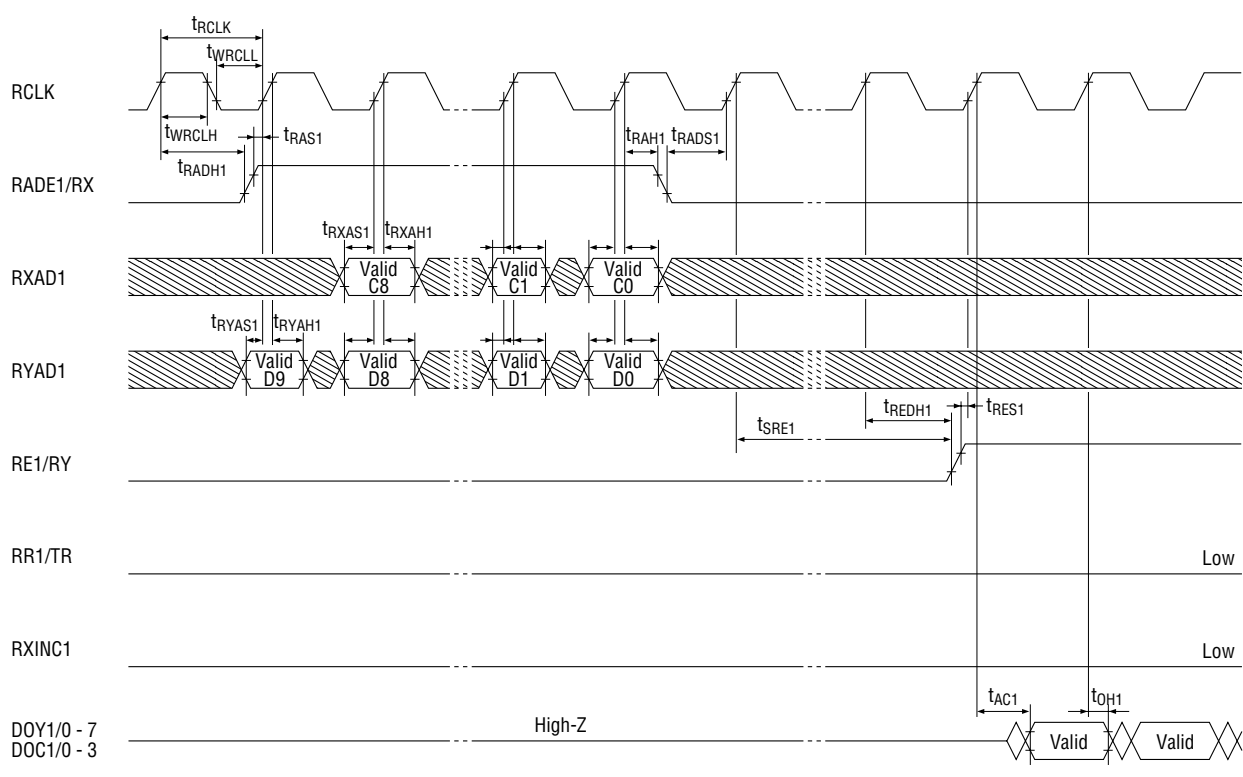 tRCLK
tWRCLL
RCLK
tWRCLH
tRAS1
tRADH1
tRAH1
tRADS1
RADE1/RX
tRXAS1
tRXAH1
RXAD1
Valid
C8
Valid
C1
Valid
C0
tRYAS1
tRYAH1
RYAD1
Valid
D9
Valid
D8
Valid
D1
Valid
D0
tREDH1
tRES1
tSRE1
RE1/RY
RR1/TR
Low
RXINC1
Low
tAC1
tOH1
DOY1/0 - 7
DOC1/0 - 3
High-Z
Valid
Valid